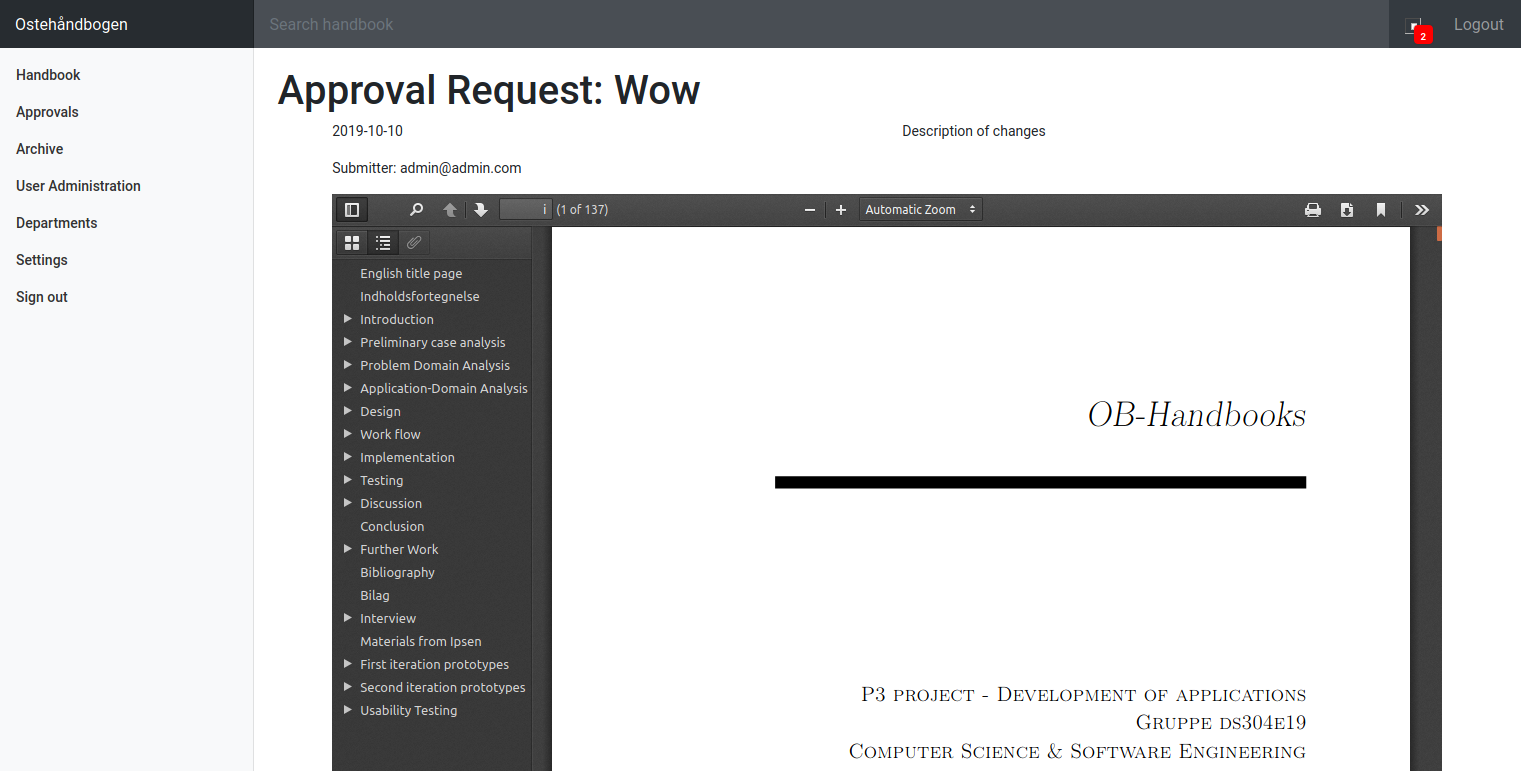 Ostehåndbogen
Search handbook
2
Logout
Handbook
Approvals
Archive
User Administration
Departments
Settings
Sign out
Approval Request: Wow
2019-10-10
Description of changes
Submitter: admin@admin.com
i (1 of 137)
Automatic Zoom
English title page
Indholdsfortegnelse
Introduction
Preliminary case analysis
Problem Domain Analysis
Application-Domain Analysis
Design
Work flow
Implementation
Testing
Discussion
Conclusion
Further Work
Bibliography
Bilag
Interview
Materials from Ipsen
First iteration prototypes
Second iteration prototypes
Usability Testing
OB-Handbooks
P3 project - Development of applications
Gruppe ds304e19
Computer Science & Software Engineering